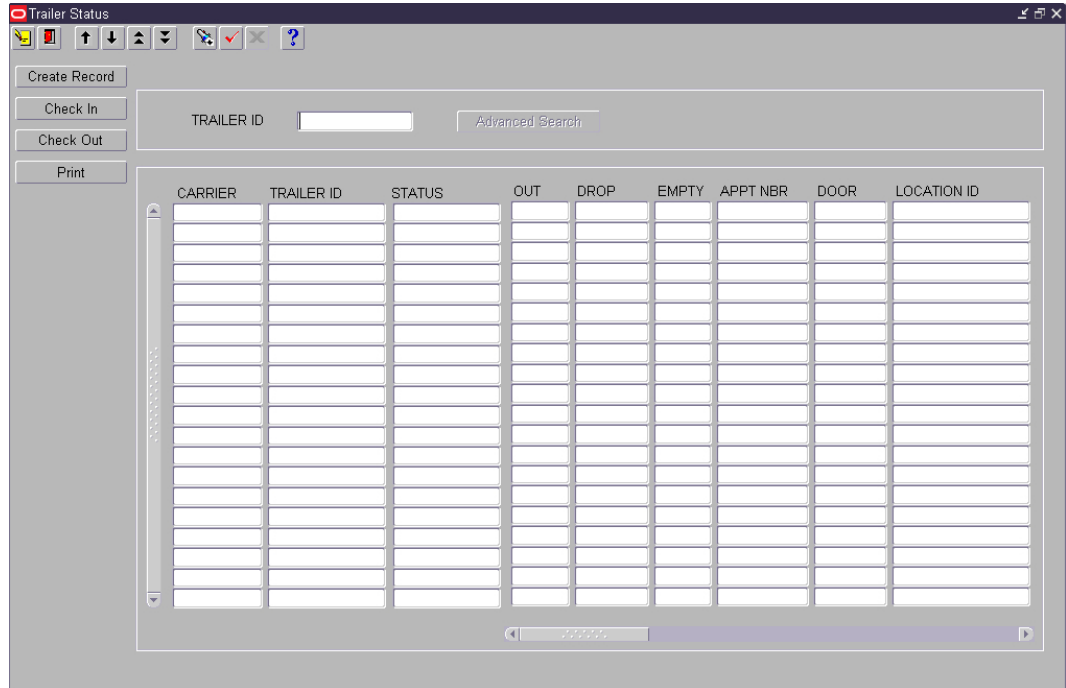 Trailer Status
?
Create Record
Check In
Check Out
Print
TRAILER ID
Advanced Search
CARRIER TRAILER ID STATUS OUT DROP EMPTY APPT NBR DOOR LOCATION ID